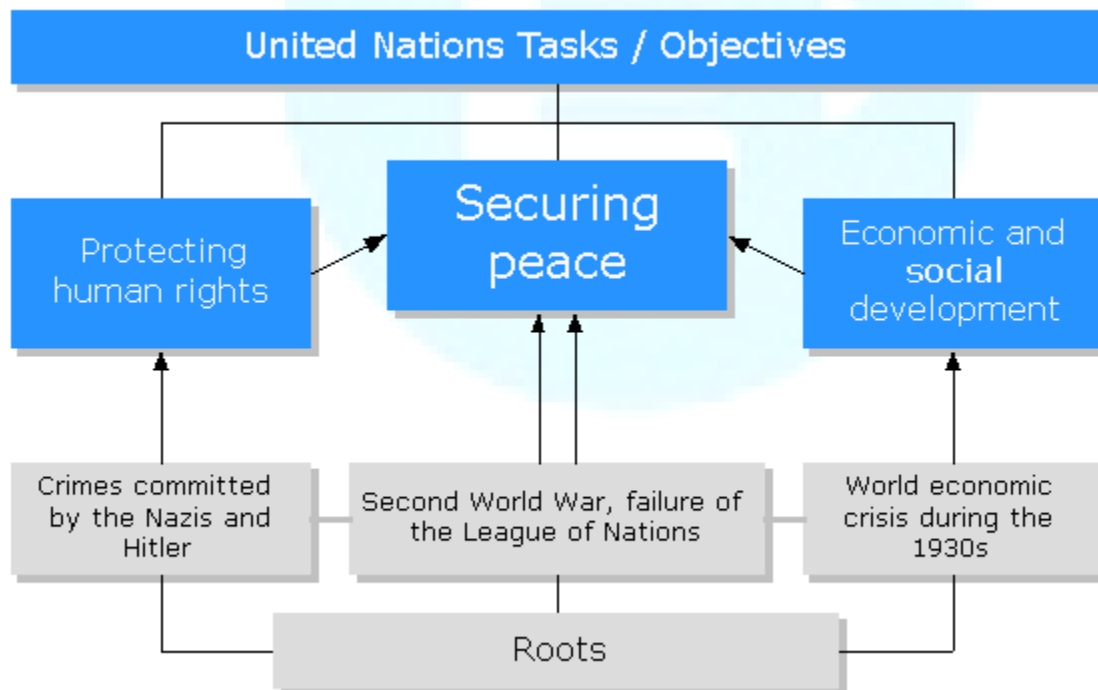 United Nations Tasks / Objectives
Securing
peace
Protecting
human rights
Economic and
social
development
Crimes committed
by the Nazis and
Hitler
Second World War, failure of
the League of Nations
World economic
crisis during the
1930s
Roots